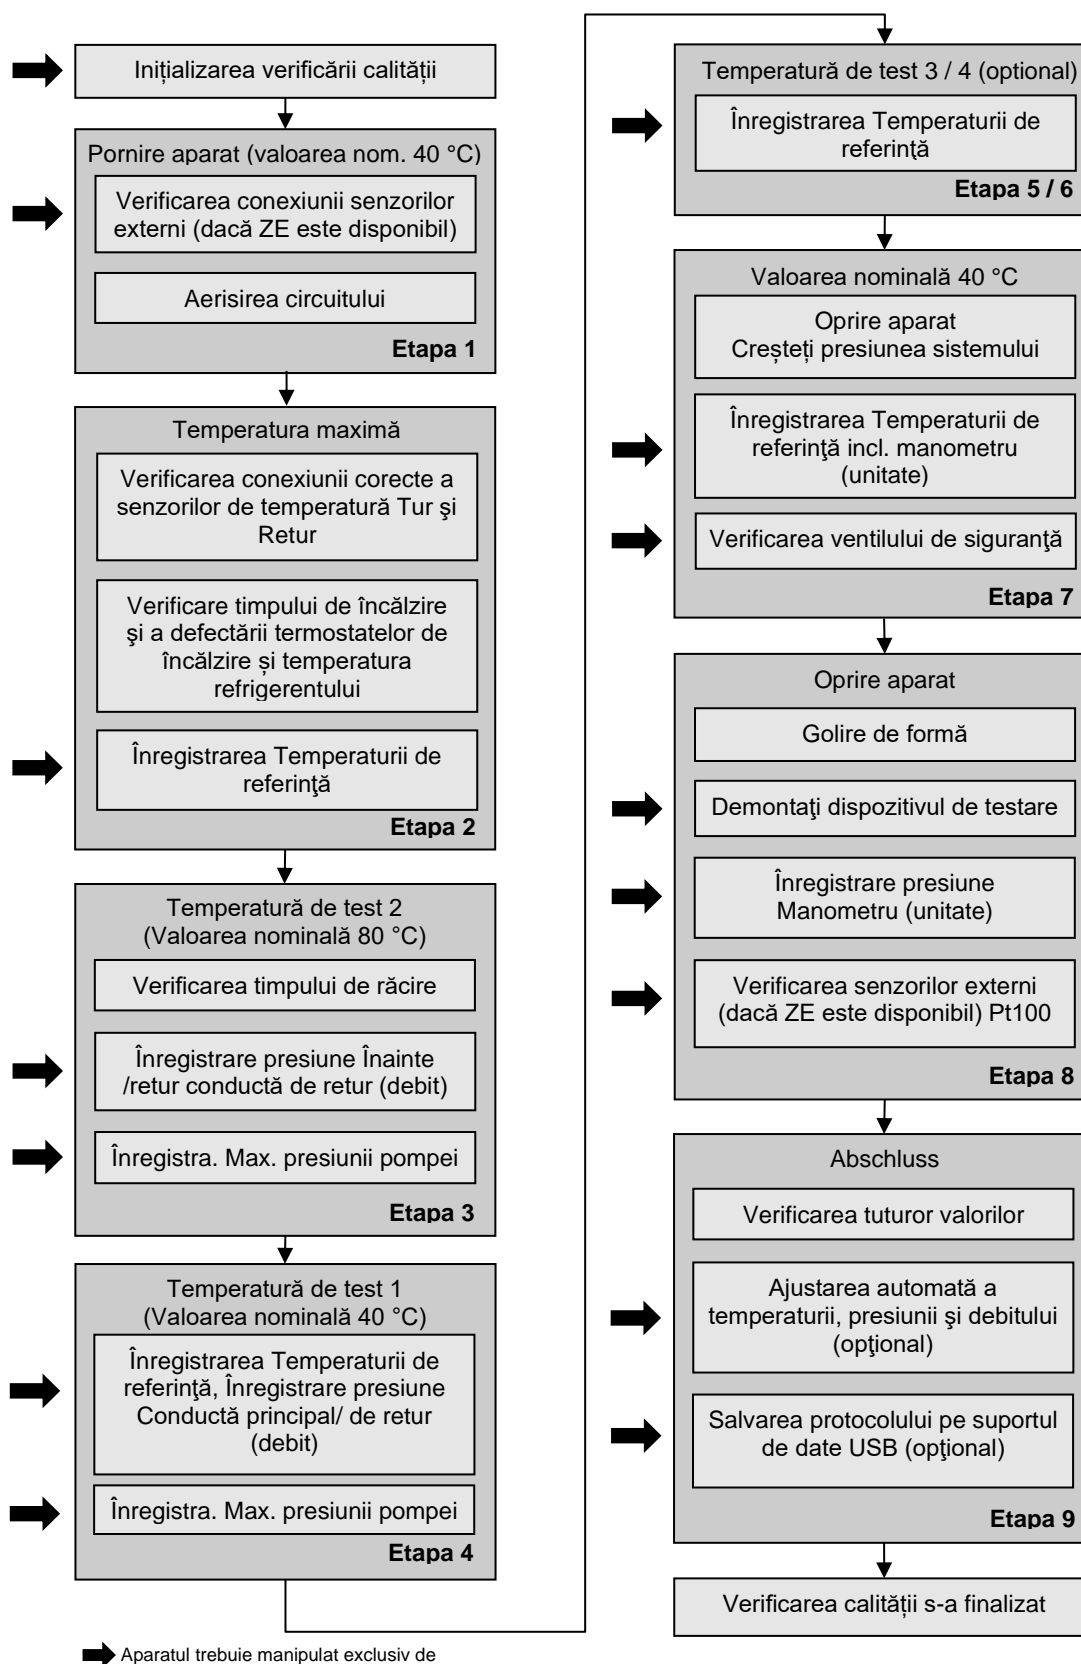 Inițializarea verificării calității
Pornire aparat (valoarea nom. 40 °C)
Verificarea conexiunii senzorilor
externi (dacă ZE este disponibil)
Aerisirea circuitului
Etapa 1
Temperatura maximă
Verificarea conexiunii corecte a
senzorilor de temperatură Tur şi
Retur
Verificare timpului de încălzire
şi a defectării termostatelor de
încălzire și temperatura
refrigerentului
Înregistrarea Temperaturii de
referinţă
Etapa 2
Temperatură de test 2
(Valoarea nominală 80 °C)
Verificarea timpului de răcire
Înregistrare presiune Înainte
/retur conductă de retur (debit)
Înregistra. Max. presiunii pompei
Etapa 3
Temperatură de test 1
(Valoarea nominală 40 °C)
Înregistrarea Temperaturii de
referinţă, Înregistrare presiune
Conductă principal/ de retur
(debit)
Înregistra. Max. presiunii pompei
Etapa 4
Aparatul trebuie manipulat exclusiv de
Temperatură de test 3 / 4 (optional)
Înregistrarea Temperaturii de
referinţă
Etapa 5 / 6
Valoarea nominală 40 °C
Oprire aparat
Creșteți presiunea sistemului
Înregistrarea Temperaturii de
referinţă incl. manometru
(unitate)
Verificarea ventilului de siguranţă
Etapa 7
Oprire aparat
Golire de formă
Demontaţi dispozitivul de testare
Înregistrare presiune
Manometru (unitate)
Verificarea senzorilor externi
(dacă ZE este disponibil) Pt100
Etapa 8
Abschluss
Verificarea tuturor valorilor
Ajustarea automată a
temperaturii, presiunii şi debitului
(opţional)
Salvarea protocolului pe suportul
de date USB (opţional)
Etapa 9
Verificarea calității s-a finalizat